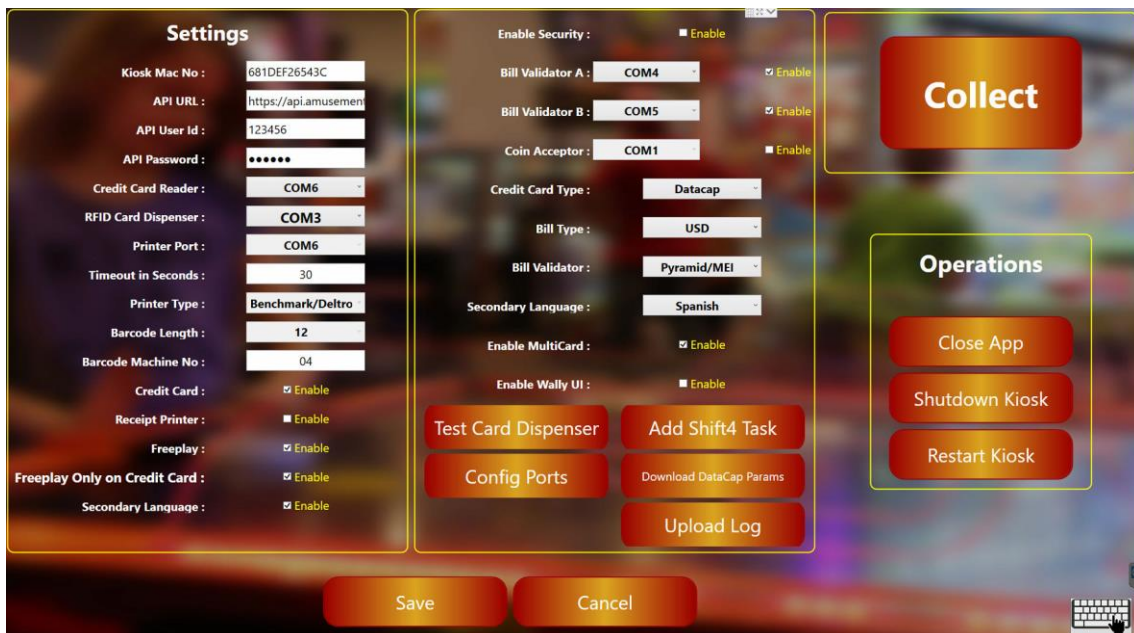 Settings
Kiosk Mac No : 681DEF26543C
API URL : https://api.amusement
API User Id : 123456
API Password : ●●●●●●
Credit Card Reader : COM6
RFID Card Dispenser : COM3
Printer Port : COM6
Timeout in Seconds : 30
Printer Type : Benchmark/Deltro
Barcode Length : 12
Barcode Machine No : 04
Credit Card : Enable
Receipt Printer : Enable
Freeplay : Enable
Freeplay Only on Credit Card : Enable
Secondary Language : Enable
Enable Security : Enable
Bill Validator A : COM4 Enable
Bill Validator B : COM5 Enable
Coin Acceptor : COM1 Enable
Credit Card Type : Datacap
Bill Type : USD
Bill Validator : Pyramid/MEI
Secondary Language : Spanish
Enable MultiCard : Enable
Enable Wally UI : Enable
Test Card Dispenser Add Shift4 Task
Config Ports Download DataCap Params
Upload Log
Collect
Operations
Close App
Shutdown Kiosk
Restart Kiosk
Save Cancel